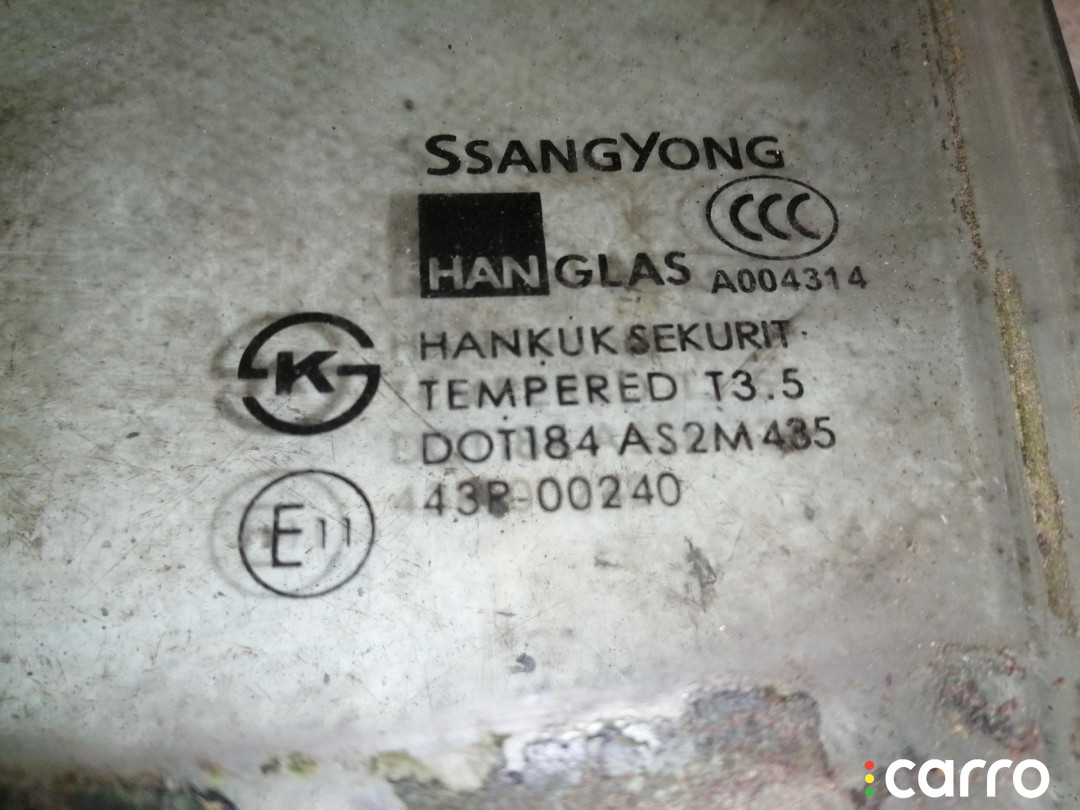 SSANGYONG
HANGLAS
CCC
A004314
K
HANKUK SEKURIT
TEMPERED T3.5
DOT184 AS2M435
E11
43R-00240
carro